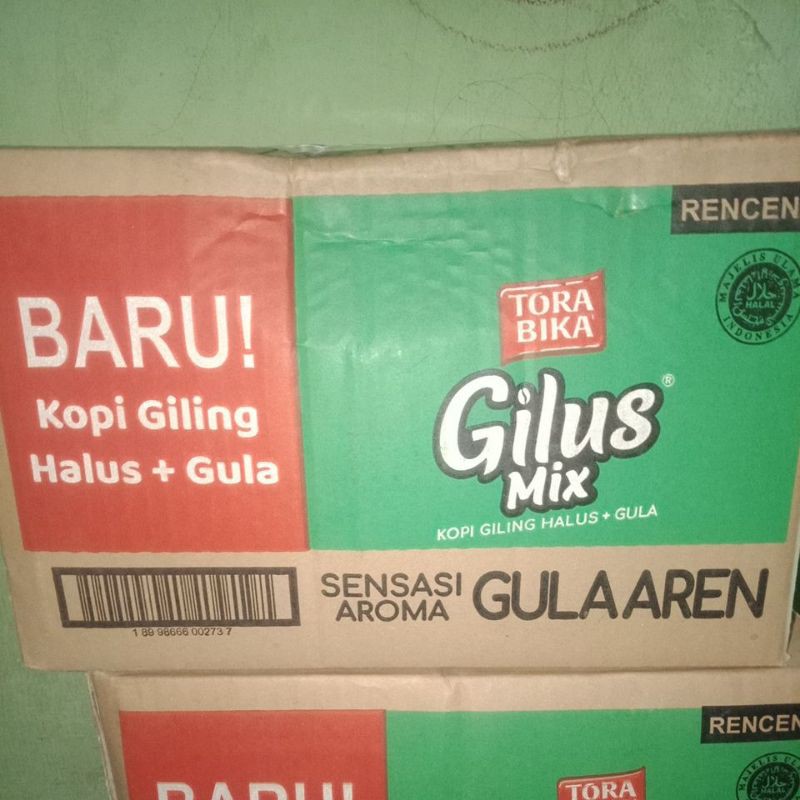 RENCEN
MAJELIS ULAMA
حلال
HALAL
INDONESIA
TORA
BIKA
BARU!
Kopi Giling
Halus + Gula
Gilus®
Mix
KOPI GILING HALUS + GULA
SENSASI
AROMA
GULA AREN
1 89 98666 00273 7
RENCEN
BARU!
TORA